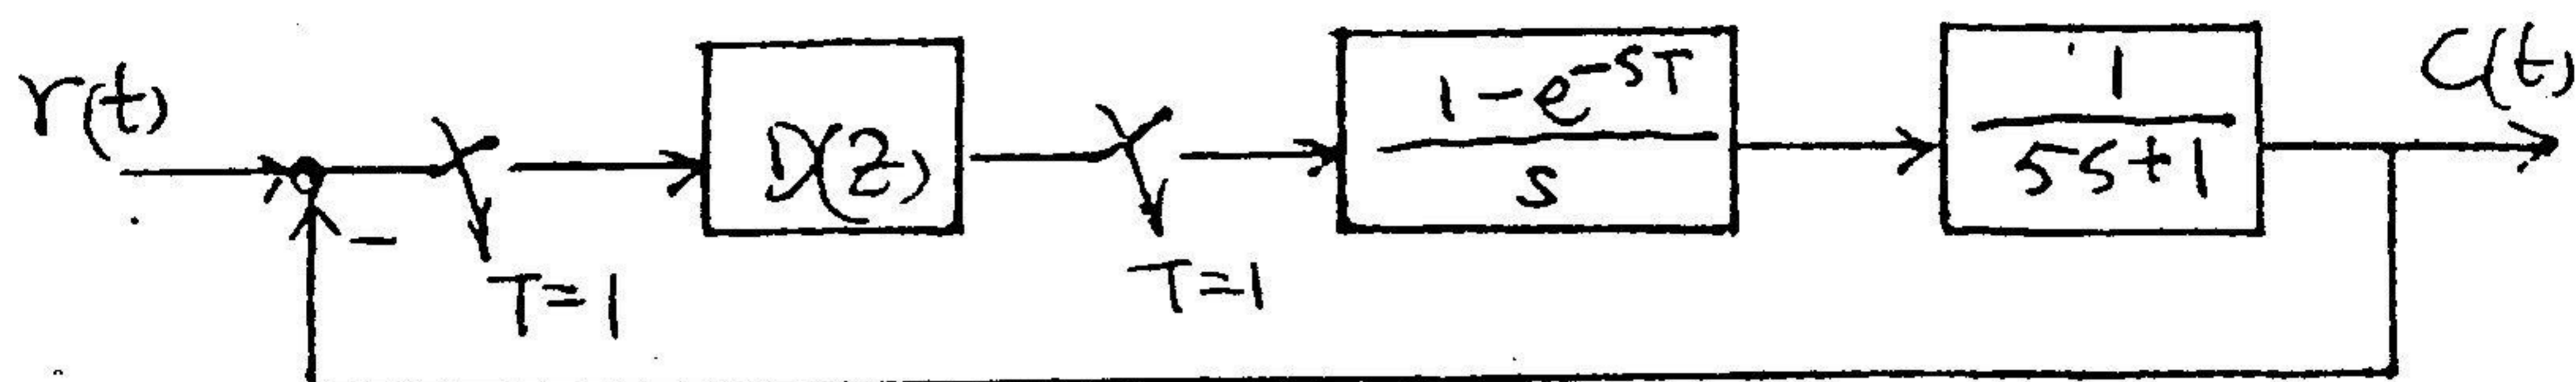 r(t)
T=1
D(z)
T=1
1-e^{-ST}
S
1
5S+1
C(t)
-